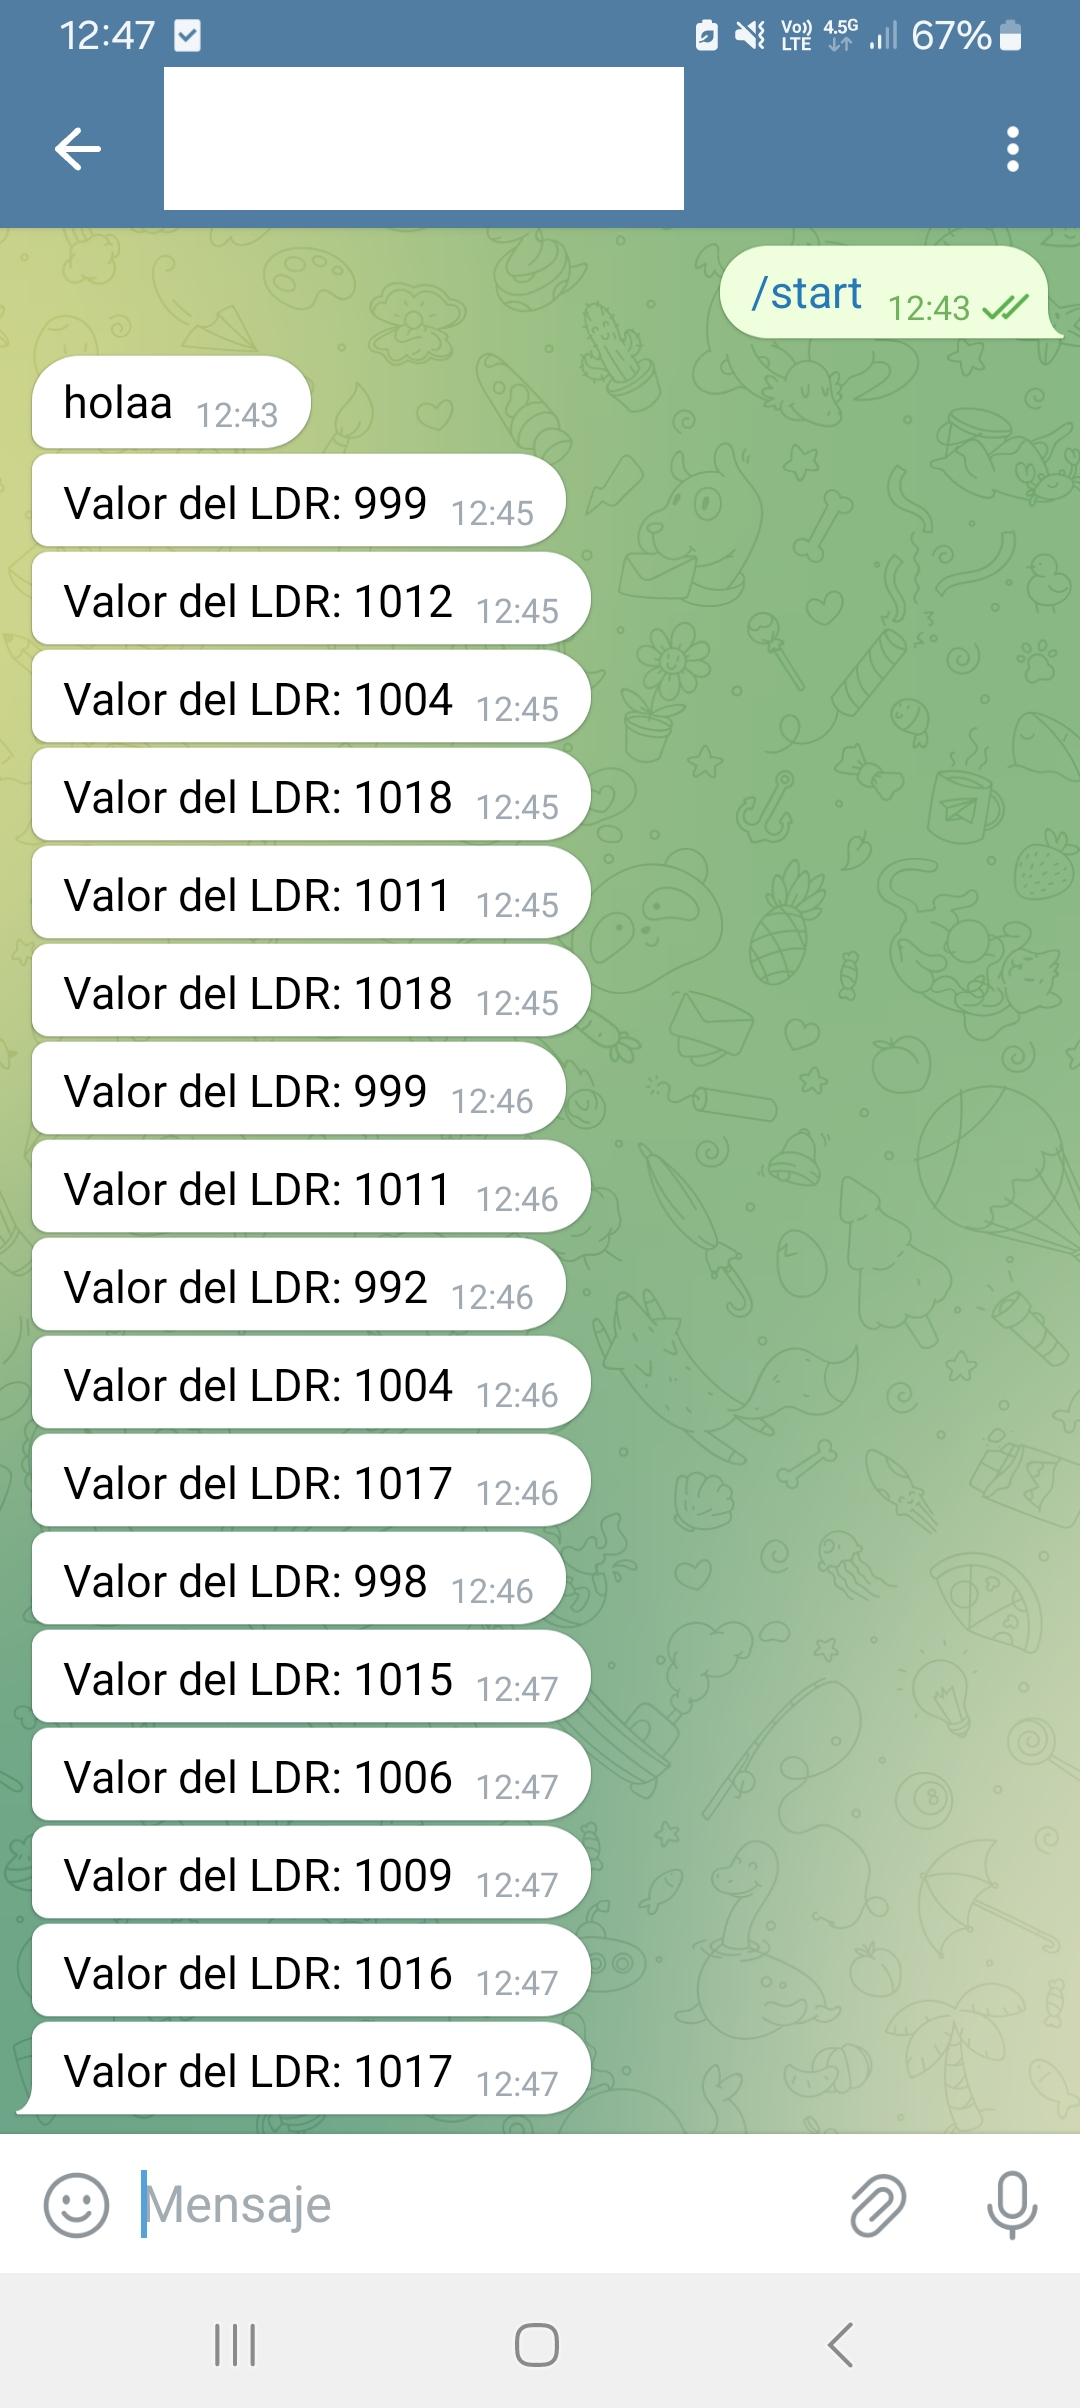 12:47 Vo)) LTE 4.5G 67%
/start 12:43
holaa 12:43
Valor del LDR: 999 12:45
Valor del LDR: 1012 12:45
Valor del LDR: 1004 12:45
Valor del LDR: 1018 12:45
Valor del LDR: 1011 12:45
Valor del LDR: 1018 12:45
Valor del LDR: 999 12:46
Valor del LDR: 1011 12:46
Valor del LDR: 992 12:46
Valor del LDR: 1004 12:46
Valor del LDR: 1017 12:46
Valor del LDR: 998 12:46
Valor del LDR: 1015 12:47
Valor del LDR: 1006 12:47
Valor del LDR: 1009 12:47
Valor del LDR: 1016 12:47
Valor del LDR: 1017 12:47
Mensaje